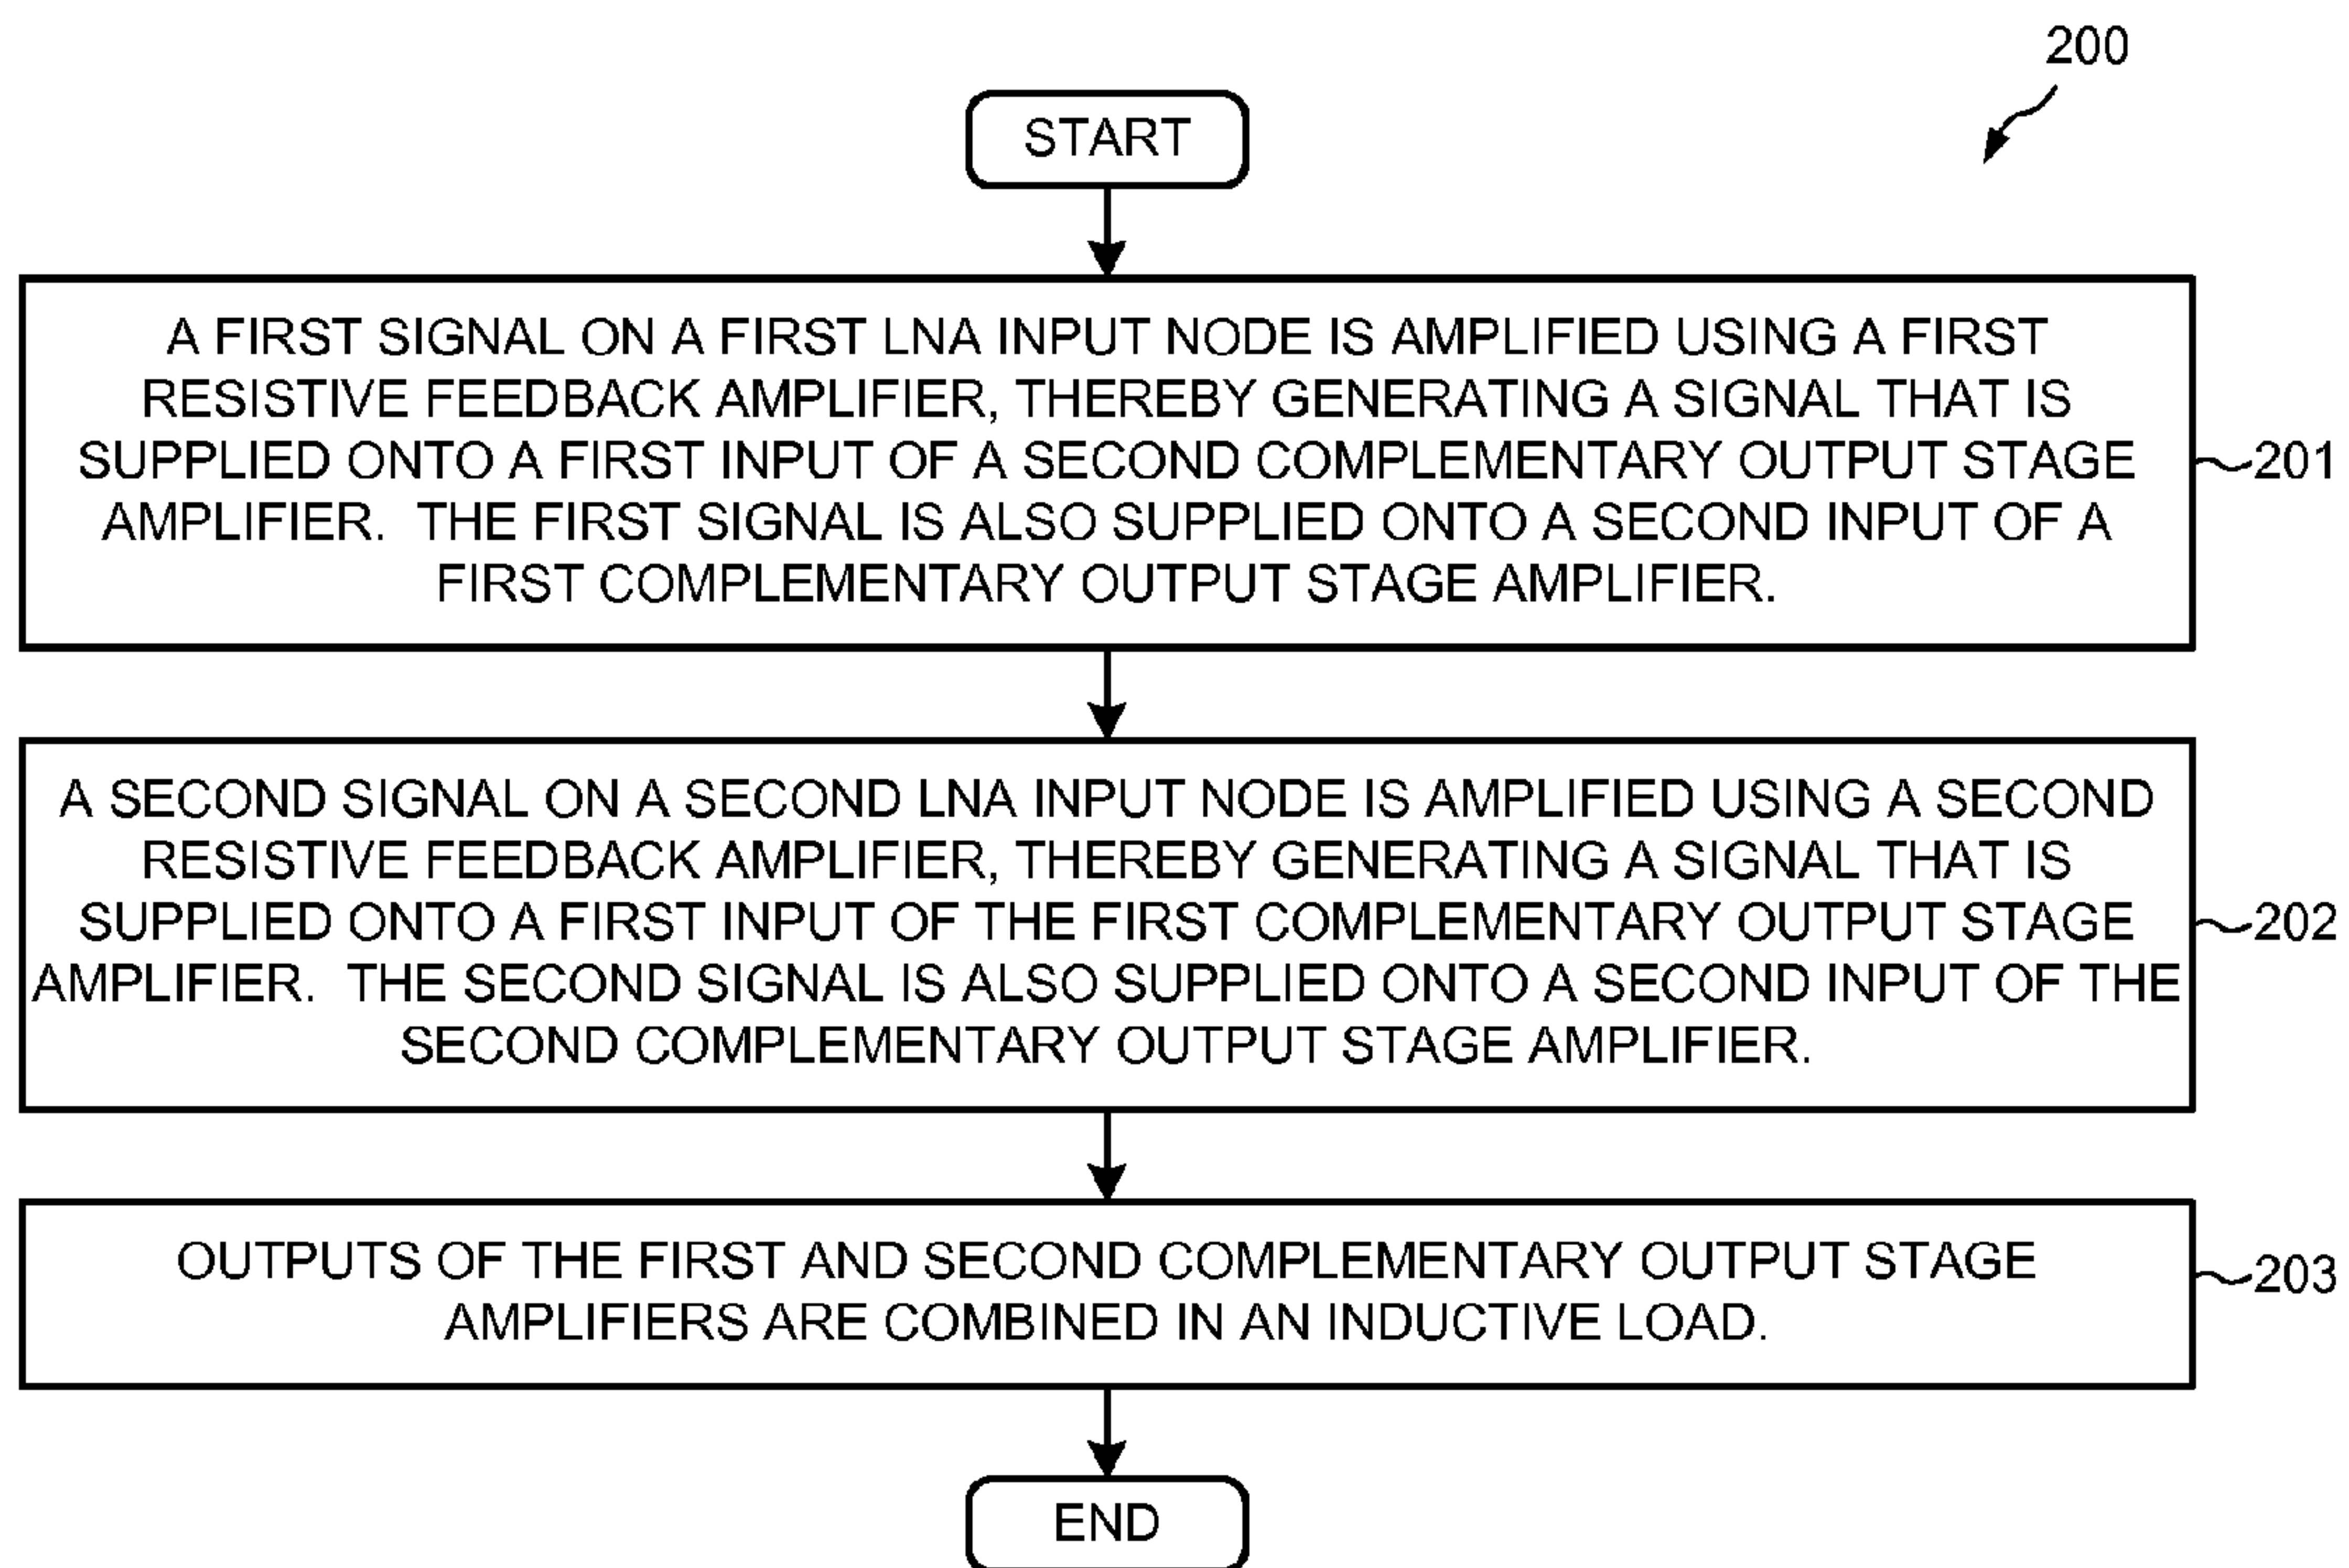 200
START
A FIRST SIGNAL ON A FIRST LNA INPUT NODE IS AMPLIFIED USING A FIRST
RESISTIVE FEEDBACK AMPLIFIER, THEREBY GENERATING A SIGNAL THAT IS
SUPPLIED ONTO A FIRST INPUT OF A SECOND COMPLEMENTARY OUTPUT STAGE
AMPLIFIER. THE FIRST SIGNAL IS ALSO SUPPLIED ONTO A SECOND INPUT OF A
FIRST COMPLEMENTARY OUTPUT STAGE AMPLIFIER.
201
A SECOND SIGNAL ON A SECOND LNA INPUT NODE IS AMPLIFIED USING A SECOND
RESISTIVE FEEDBACK AMPLIFIER, THEREBY GENERATING A SIGNAL THAT IS
SUPPLIED ONTO A FIRST INPUT OF THE FIRST COMPLEMENTARY OUTPUT STAGE
AMPLIFIER. THE SECOND SIGNAL IS ALSO SUPPLIED ONTO A SECOND INPUT OF THE
SECOND COMPLEMENTARY OUTPUT STAGE AMPLIFIER.
202
OUTPUTS OF THE FIRST AND SECOND COMPLEMENTARY OUTPUT STAGE
AMPLIFIERS ARE COMBINED IN AN INDUCTIVE LOAD.
203
END